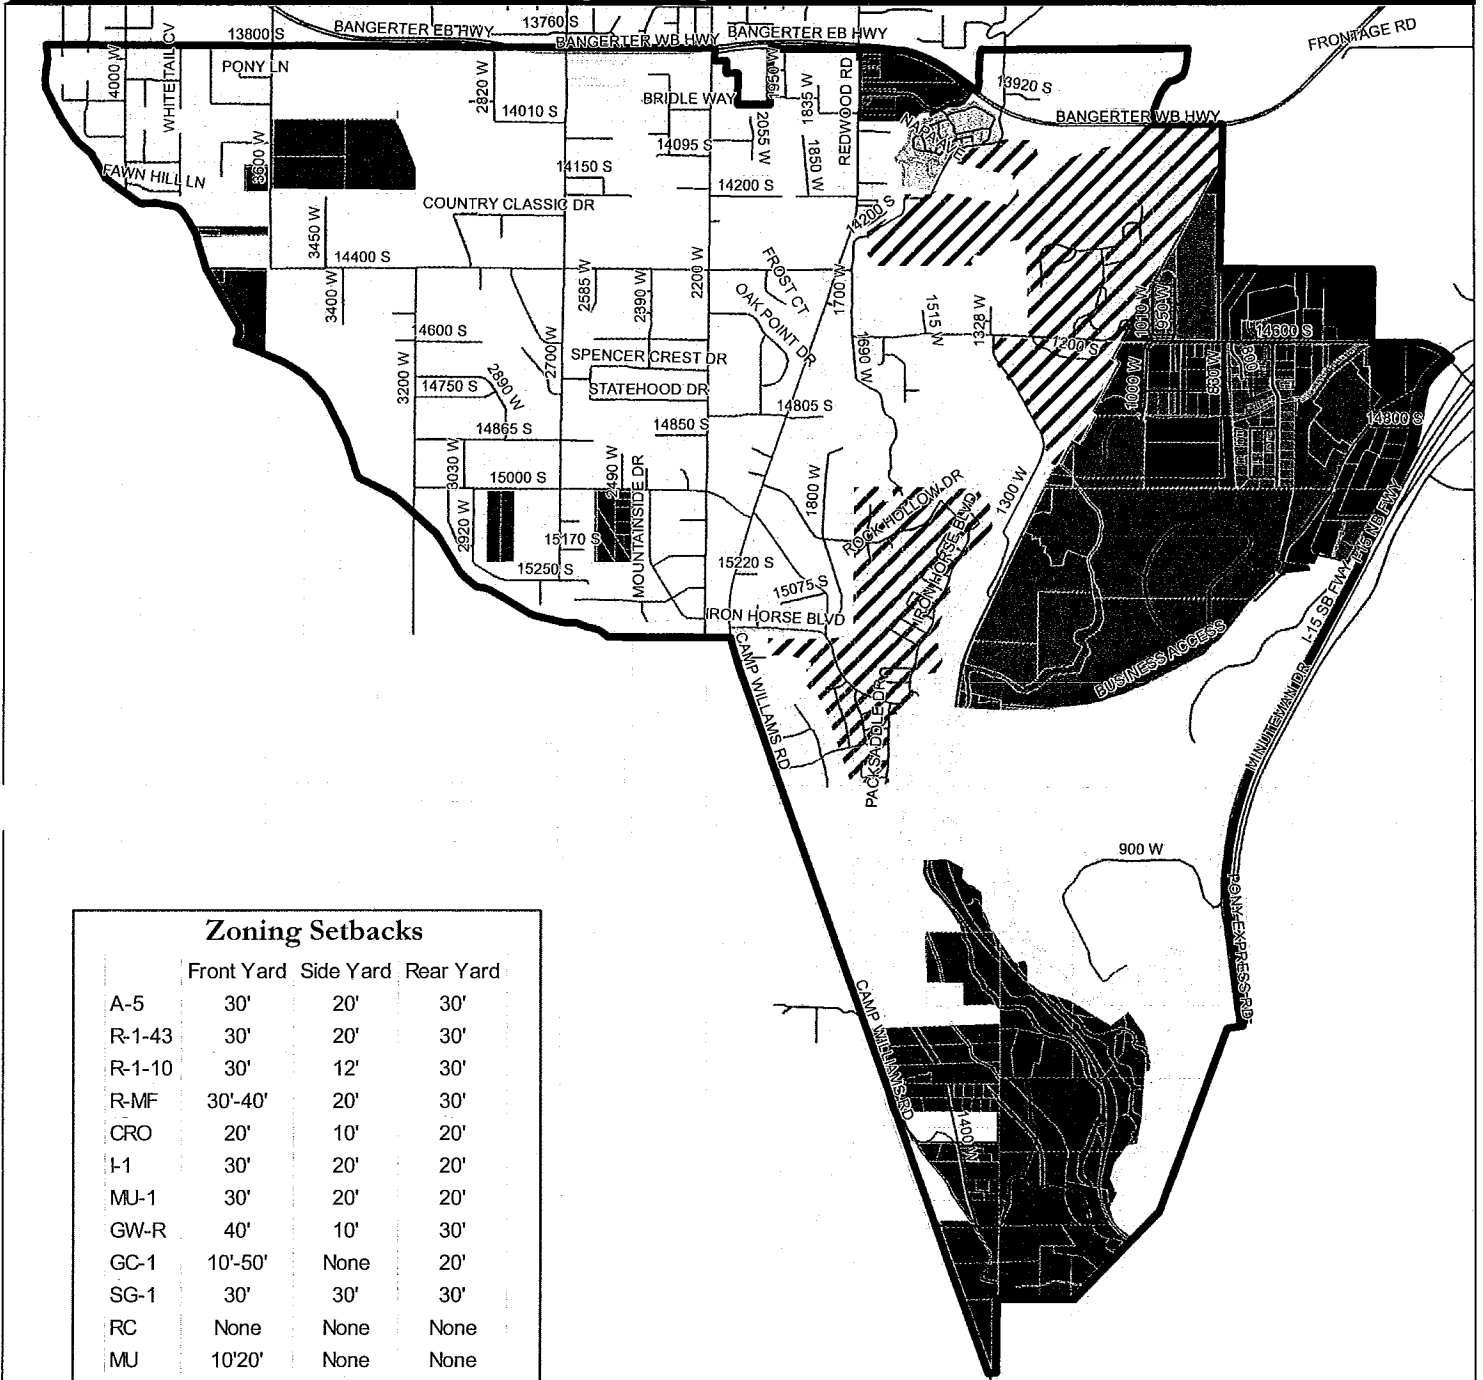 13760 S
13800 S
BANGERTER EB HWY
BANGERTER WB HWY
BANGERTER EB HWY
FRONTAGE RD
4000 W
WHITETAIL CV
PONY LN
2820 W
14010 S
BRIDLE WAY
1950 W
1835 W
REDWOOD RD
13920 S
BANGERTER WB HWY
3600 W
14095 S
2055 W
1850 W
FAWN HILL LN
14150 S
14200 S
COUNTRY CLASSIC DR
14200 S
3450 W
14400 S
3400 W
2585 W
2390 W
2200 W
FROST CT
OAK POINT DR
1700 W
1515 W
1328 W
1010 W
950 W
14600 S
14600 S
1200 S
3200 W
2700 W
SPENCER CREST DR
1690 W
1000 W
14750 S
2890 W
STATEHOOD DR
14805 S
14800 S
14865 S
14850 S
3030 W
15000 S
2490 W
MOUNTAINSIDE DR
1800 W
ROCK HOLLOW DR
IRON HORSE BLVD
1300 W
2920 W
15170 S
15250 S
15220 S
15075 S
IRON HORSE BLVD
I-15 SB FWY
I-15 NB FWY
BUSINESS ACCESS
CAMP WILLIAMS RD
PACKSADDLE DR
MINUTEMAN DR
900 W
PONY EXPRESS RD
CAMP WILLIAMS RD
1400 W
Zoning Setbacks
Front Yard Side Yard Rear Yard
A-5 30' 20' 30'
R-1-43 30' 20' 30'
R-1-10 30' 12' 30'
R-MF 30'-40' 20' 30'
CRO 20' 10' 20'
I-1 30' 20' 20'
MU-1 30' 20' 20'
GW-R 40' 10' 30'
GC-1 10'-50' None 20'
SG-1 30' 30' 30'
RC None None None
MU 10'20' None None